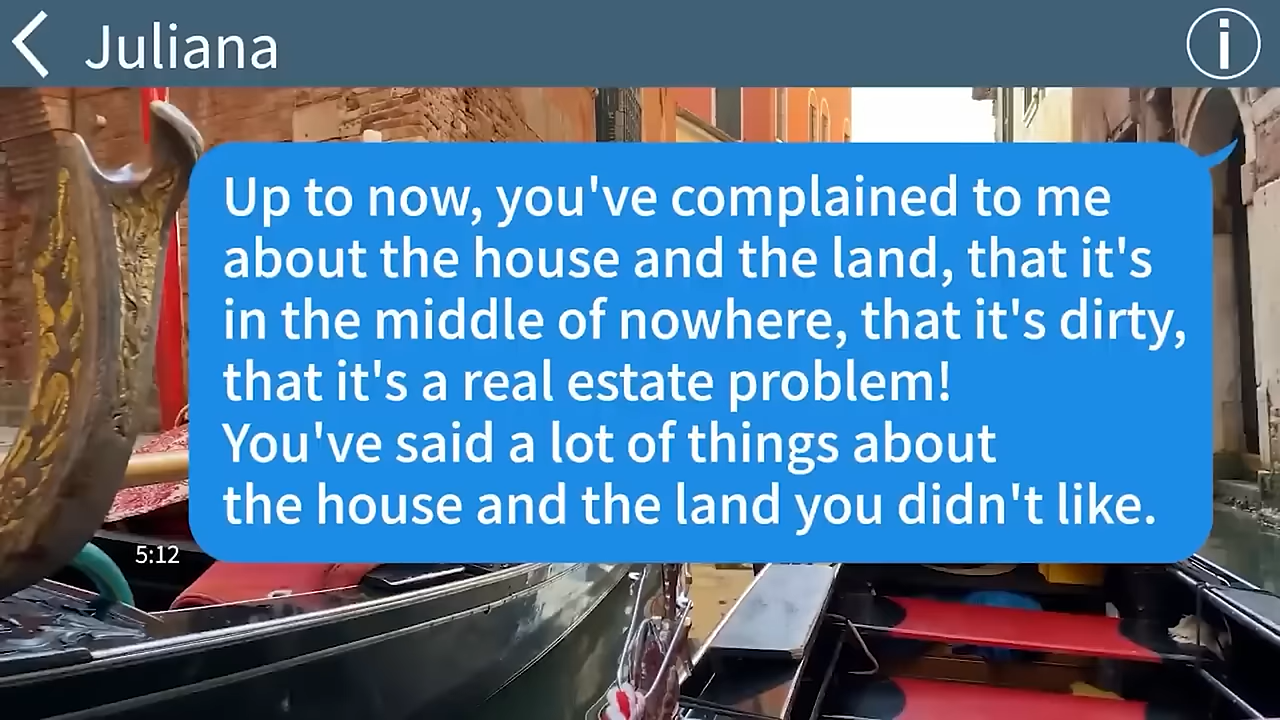 Juliana
Up to now, you've complained to me
about the house and the land, that it's
in the middle of nowhere, that it's dirty,
that it's a real estate problem!
You've said a lot of things about
the house and the land you didn't like.
5:12